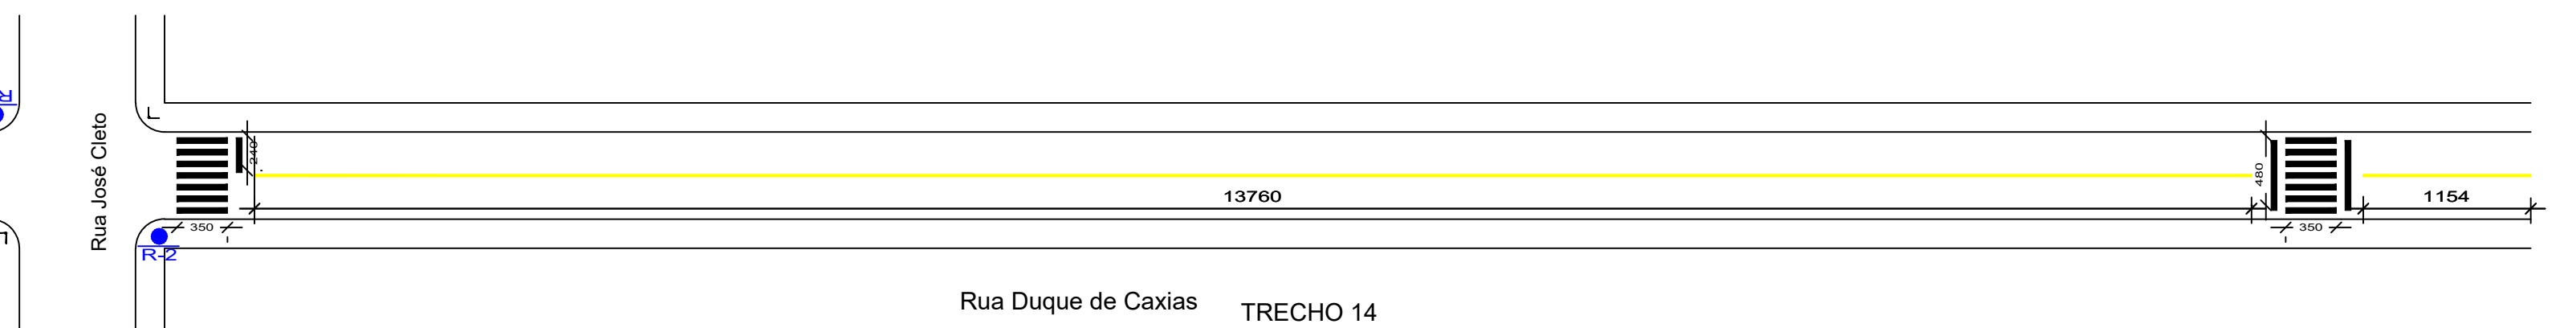 Rua José Cleto
240
350
R-2
13760
480
350
1154
Rua Duque de Caxias
TRECHO 14